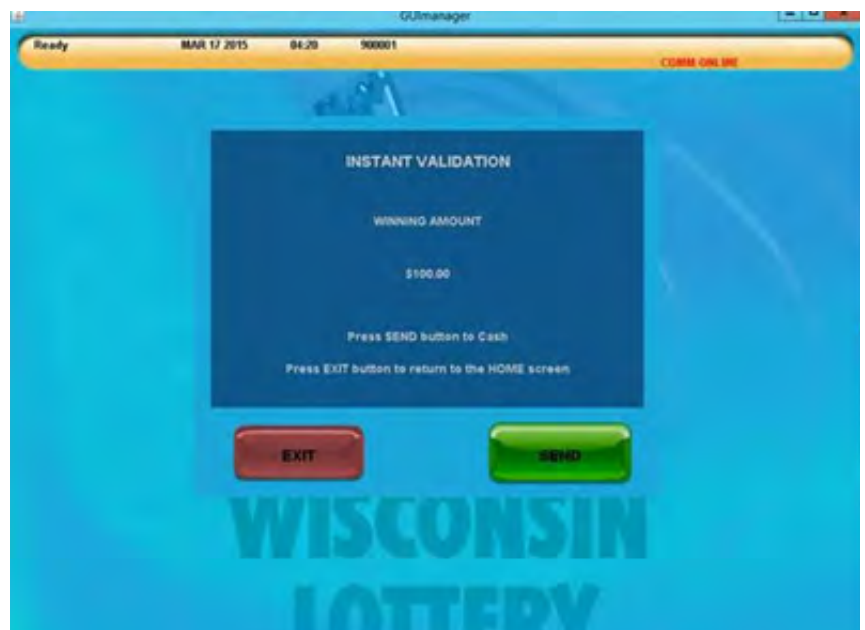 GUImanager
Ready MAR 17 2015 04:20 900001
COMM ONLINE
INSTANT VALIDATION
WINNING AMOUNT
$100.00
Press SEND button to Cash
Press EXIT button to return to the HOME screen
EXIT SEND
WISCONSIN
LOTTERY